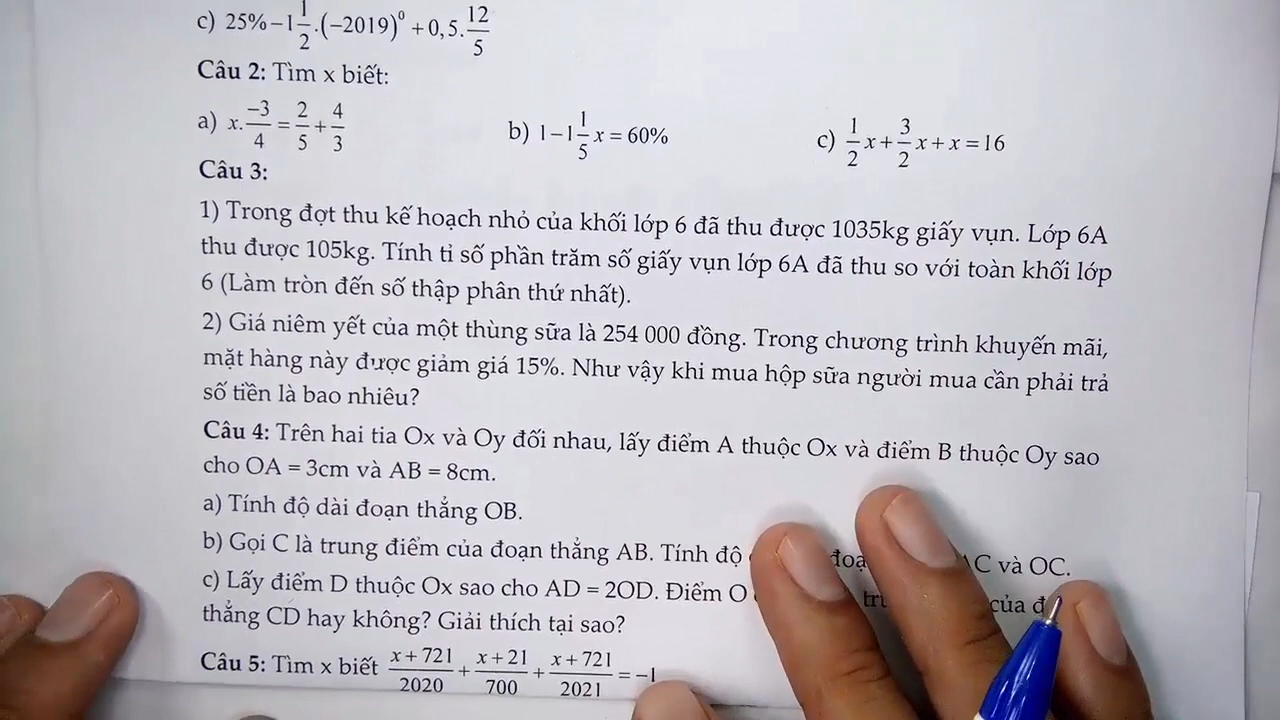 c) 25% − 1 1/2 .(−2019)⁰ + 0,5. 12/5
Câu 2: Tìm x biết:
a) x. −3/4 = 2/5 + 4/3 b) 1 − 1 1/5 x = 60% c) 1/2 x + 3/2 x + x = 16
Câu 3:
1) Trong đợt thu kế hoạch nhỏ của khối lớp 6 đã thu được 1035kg giấy vụn. Lớp 6A
thu được 105kg. Tính tỉ số phần trăm số giấy vụn lớp 6A đã thu so với toàn khối lớp
6 (Làm tròn đến số thập phân thứ nhất).
2) Giá niêm yết của một thùng sữa là 254 000 đồng. Trong chương trình khuyến mãi,
mặt hàng này được giảm giá 15%. Như vậy khi mua hộp sữa người mua cần phải trả
số tiền là bao nhiêu?
Câu 4: Trên hai tia Ox và Oy đối nhau, lấy điểm A thuộc Ox và điểm B thuộc Oy sao
cho OA = 3cm và AB = 8cm.
a) Tính độ dài đoạn thẳng OB.
b) Gọi C là trung điểm của đoạn thẳng AB. Tính độ và OC.
c) Lấy điểm D thuộc Ox sao cho AD = 2OD. Điểm O của
thẳng CD hay không? Giải thích tại sao?
Câu 5: Tìm x biết x + 721/2020 + x + 21/700 + x + 721/2021 = −1